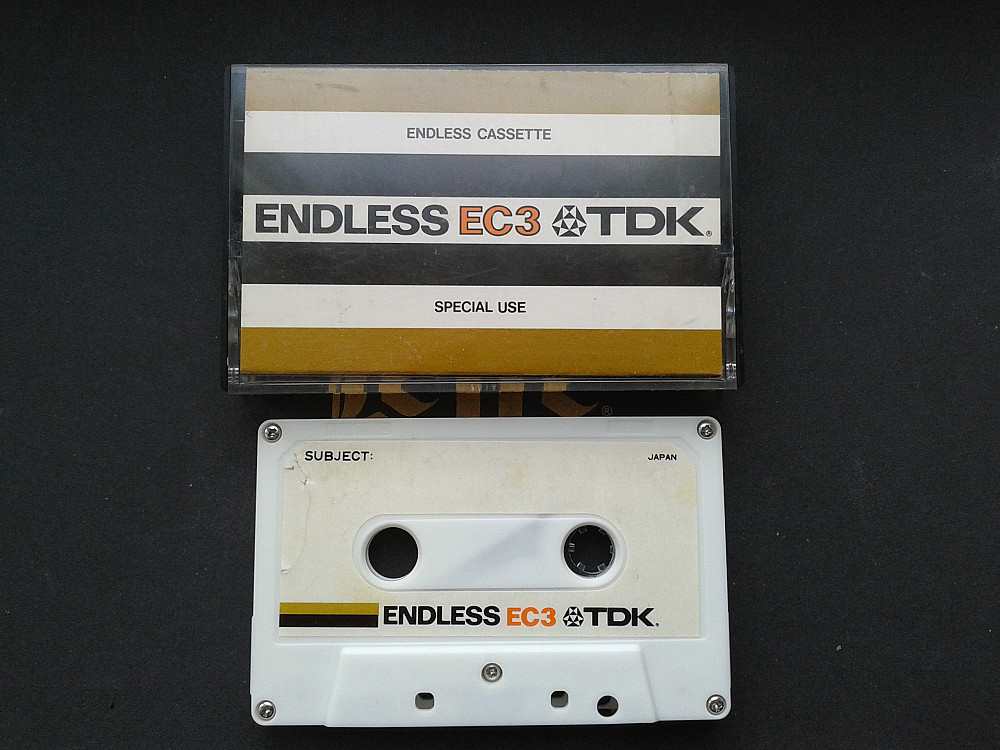 ENDLESS CASSETTE
ENDLESS EC3 TDK®
SPECIAL USE
®
SUBJECT:
JAPAN
ENDLESS EC3 TDK®